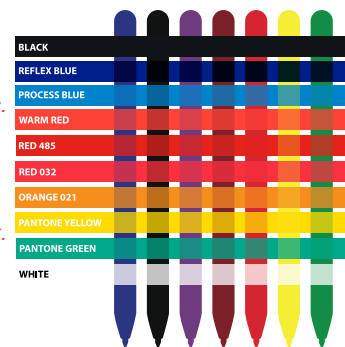 BLACK
REFLEX BLUE
PROCESS BLUE
WARM RED
RED 485
RED 032
ORANGE 021
PANTONE YELLOW
PANTONE GREEN
WHITE